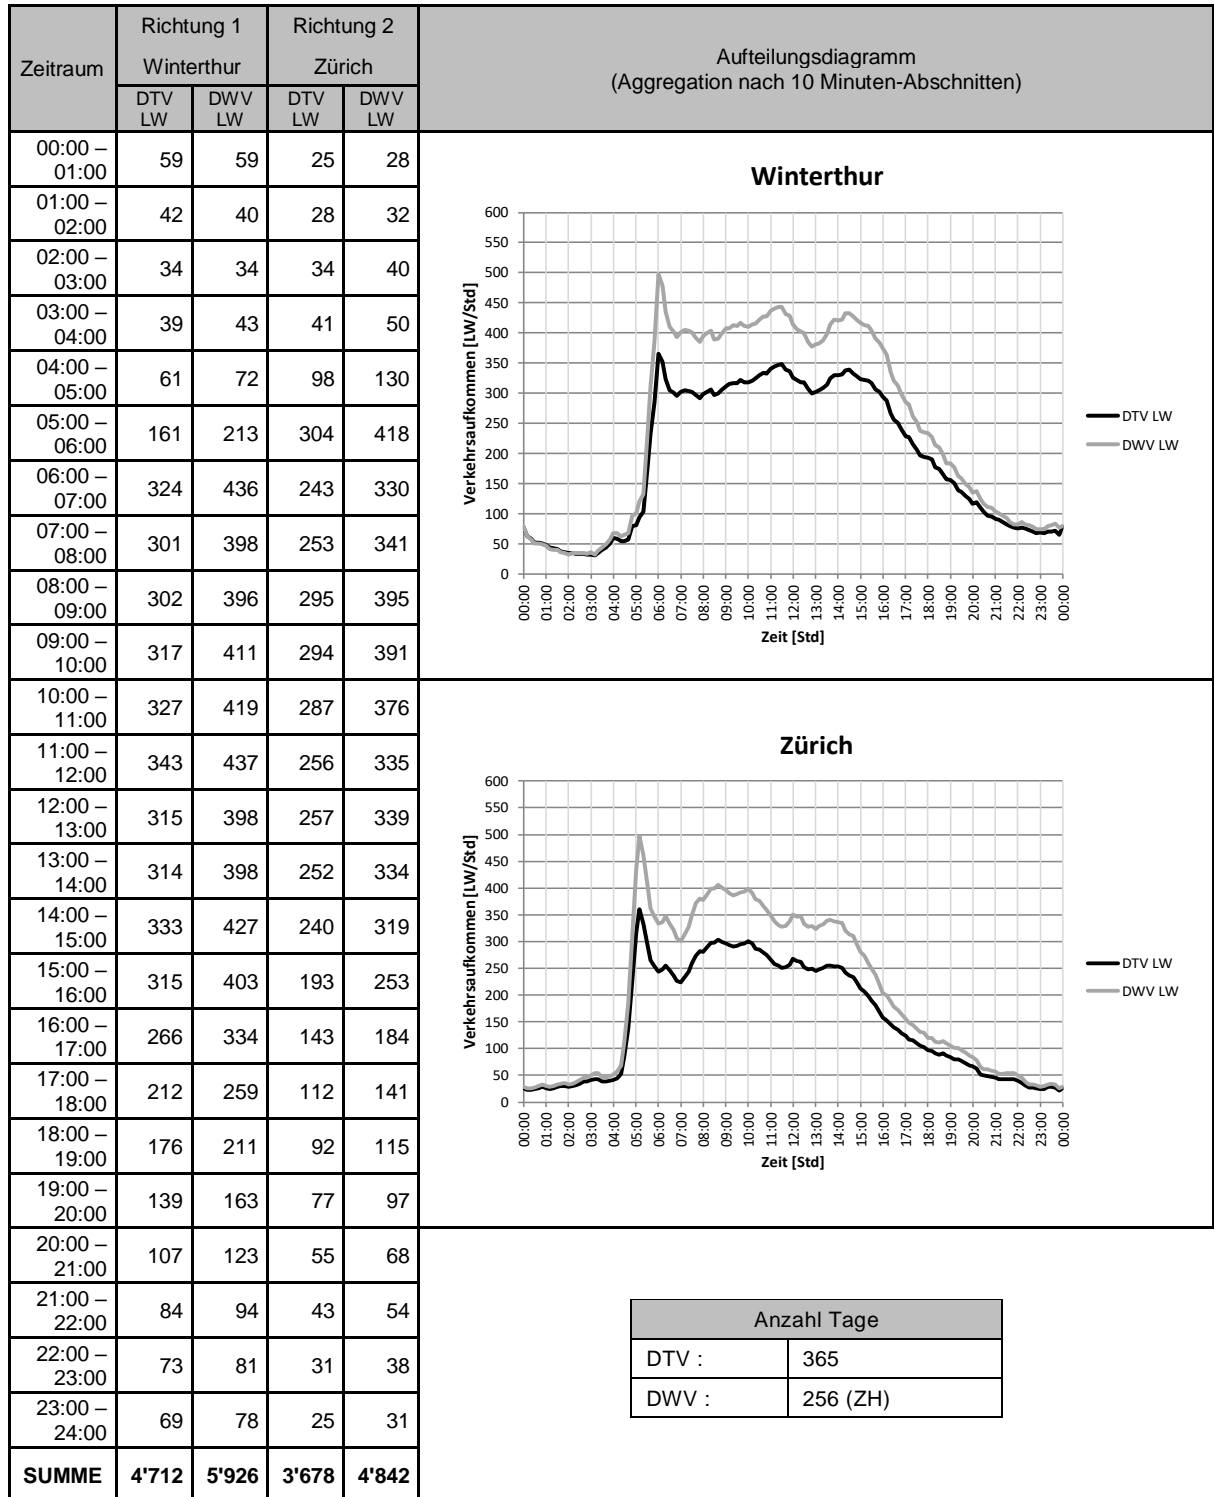 Zeitraum
Richtung 1
Winterthur
Richtung 2
Zürich
DTV LW
DWV LW
DTV LW
DWV LW
Aufteilungsdiagramm
(Aggregation nach 10 Minuten-Abschnitten)
00:00 – 01:00 59 59 25 28
01:00 – 02:00 42 40 28 32
02:00 – 03:00 34 34 34 40
03:00 – 04:00 39 43 41 50
04:00 – 05:00 61 72 98 130
05:00 – 06:00 161 213 304 418
06:00 – 07:00 324 436 243 330
07:00 – 08:00 301 398 253 341
08:00 – 09:00 302 396 295 395
09:00 – 10:00 317 411 294 391
10:00 – 11:00 327 419 287 376
11:00 – 12:00 343 437 256 335
12:00 – 13:00 315 398 257 339
13:00 – 14:00 314 398 252 334
14:00 – 15:00 333 427 240 319
15:00 – 16:00 315 403 193 253
16:00 – 17:00 266 334 143 184
17:00 – 18:00 212 259 112 141
18:00 – 19:00 176 211 92 115
19:00 – 20:00 139 163 77 97
20:00 – 21:00 107 123 55 68
21:00 – 22:00 84 94 43 54
22:00 – 23:00 73 81 31 38
23:00 – 24:00 69 78 25 31
SUMME 4'712 5'926 3'678 4'842
Winterthur
Verkehrsaufkommen [LW/Std]
600
550
500
450
400
350
300
250
200
150
100
50
0
00:00 01:00 02:00 03:00 04:00 05:00 06:00 07:00 08:00 09:00 10:00 11:00 12:00 13:00 14:00 15:00 16:00 17:00 18:00 19:00 20:00 21:00 22:00 23:00 00:00
Zeit [Std]
DTV LW
DWV LW
Zürich
Verkehrsaufkommen [LW/Std]
600
550
500
450
400
350
300
250
200
150
100
50
0
00:00 01:00 02:00 03:00 04:00 05:00 06:00 07:00 08:00 09:00 10:00 11:00 12:00 13:00 14:00 15:00 16:00 17:00 18:00 19:00 20:00 21:00 22:00 23:00 00:00
Zeit [Std]
DTV LW
DWV LW
Anzahl Tage
DTV : 365
DWV : 256 (ZH)